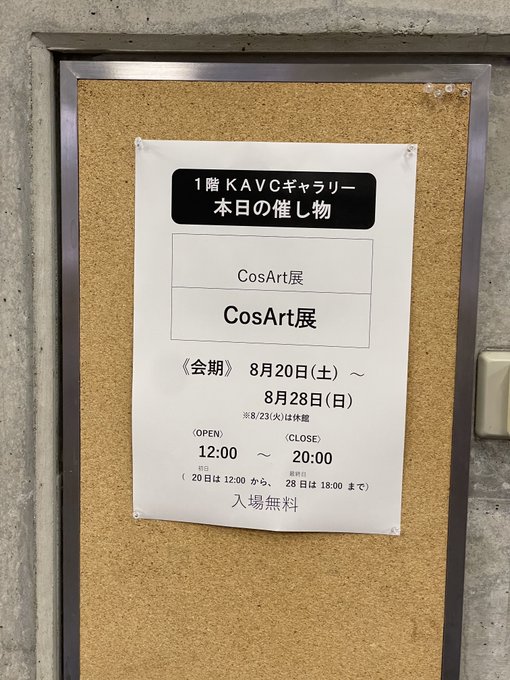 1階 KAVCギャラリー
本日の催し物
CosArt展
CosArt展
《会期》 8月20日(土) ～
8月28日(日)
※8/23(火)は休館
〈OPEN〉 〈CLOSE〉
12:00 ～ 20:00
初日 最終日
( 20日は 12:00 から、 28日は 18:00 まで)
入場無料